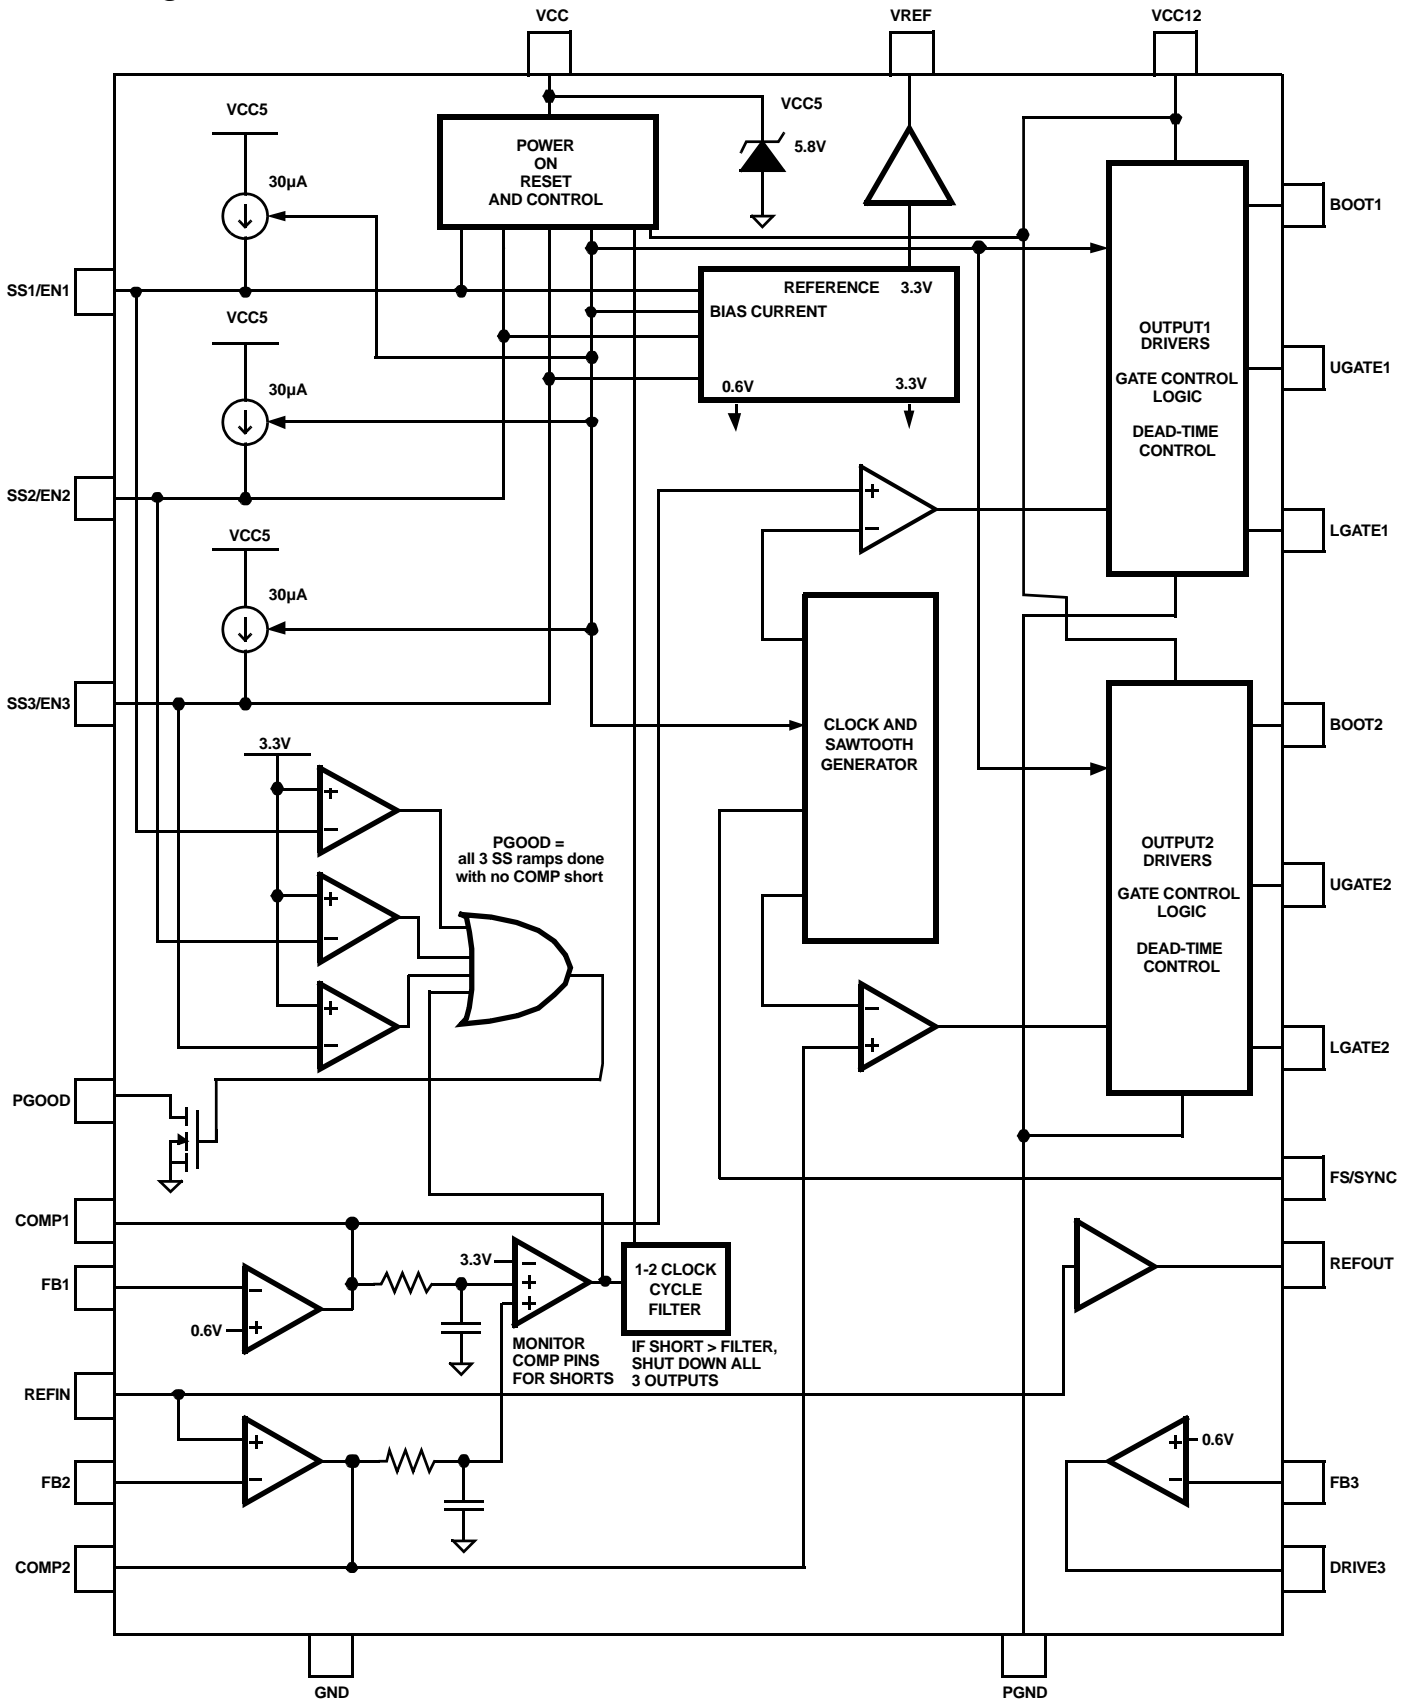 VCC
VREF
VCC12
VCC5
30µA
POWER
ON
RESET
AND CONTROL
VCC5
5.8V
BOOT1
SS1/EN1
REFERENCE 3.3V
BIAS CURRENT
0.6V
3.3V
VCC5
30µA
OUTPUT1
DRIVERS
GATE CONTROL
LOGIC
DEAD-TIME
CONTROL
UGATE1
SS2/EN2
+
−
LGATE1
VCC5
30µA
SS3/EN3
CLOCK AND
SAWTOOTH
GENERATOR
BOOT2
3.3V
+
−
+
−
+
−
PGOOD =
all 3 SS ramps done
with no COMP short
OUTPUT2
DRIVERS
GATE CONTROL
LOGIC
DEAD-TIME
CONTROL
UGATE2
−
+
LGATE2
PGOOD
FS/SYNC
COMP1
FB1
−
0.6V
+
3.3V
−
+
+
MONITOR
COMP PINS
FOR SHORTS
1-2 CLOCK
CYCLE
FILTER
IF SHORT > FILTER,
SHUT DOWN ALL
3 OUTPUTS
REFOUT
REFIN
+
−
FB2
COMP2
+
0.6V
−
FB3
DRIVE3
GND
PGND